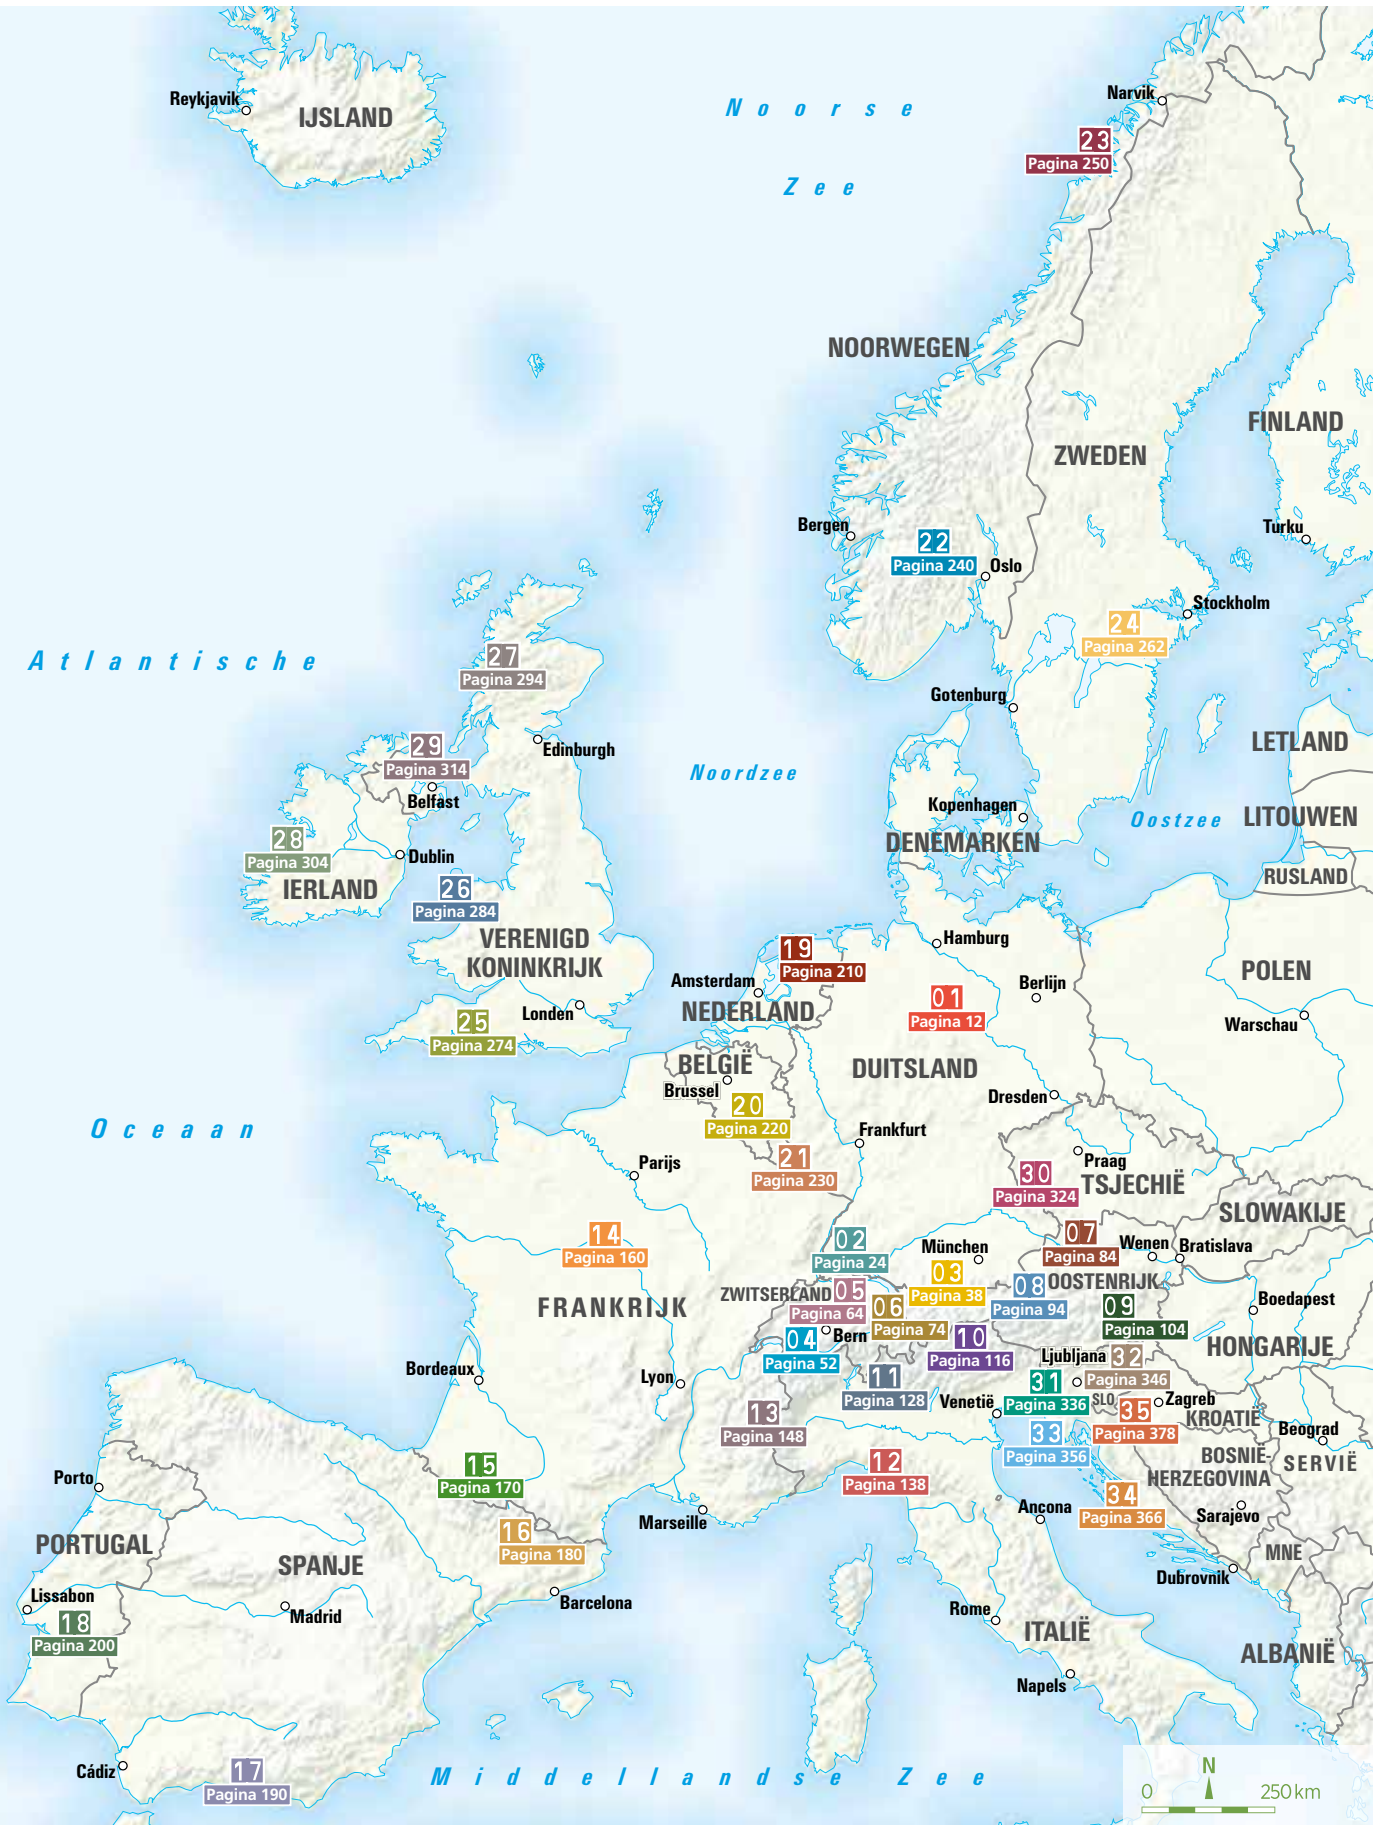 Reykjavik
IJSLAND
Noorse
Zee
Narvik
23
Pagina 250
NOORWEGEN
ZWEDEN
FINLAND
Bergen
22
Pagina 240
Oslo
Turku
Stockholm
24
Pagina 262
Atlantische
27
Pagina 294
Gotenburg
29
Pagina 314
Edinburgh
Belfast
Noordzee
LETLAND
Kopenhagen
Oostzee
LITOUWEN
DENEMARKEN
28
Pagina 304
Dublin
IERLAND
26
Pagina 284
RUSLAND
VERENIGD
KONINKRIJK
Hamburg
19
Pagina 210
Amsterdam
NEDERLAND
01
Pagina 12
Berlijn
POLEN
Warschau
Londen
25
Pagina 274
BELGIË
Brussel
DUITSLAND
Dresden
20
Pagina 220
Oceaan
Frankfurt
21
Pagina 230
Parijs
Praag
30
Pagina 324
TSJECHIË
SLOWAKIJE
14
Pagina 160
02
Pagina 24
München
03
Pagina 38
07
Pagina 84
Wenen
Bratislava
ZWITSERLAND
05
Pagina 64
06
Pagina 74
08
Pagina 94
OOSTENRIJK
09
Pagina 104
Boedapest
FRANKRIJK
Bern
04
Pagina 52
10
Pagina 116
Ljubljana
32
Pagina 346
HONGARIJE
Bordeaux
Lyon
11
Pagina 128
Venetië
31
Pagina 336
SLO
Zagreb
35
Pagina 378
KROATIË
13
Pagina 148
33
Pagina 356
Beograd
BOSNIË-
HERZEGOVINA
SERVIË
15
Pagina 170
12
Pagina 138
34
Pagina 366
Sarajevo
Porto
16
Pagina 180
Marseille
Ancona
PORTUGAL
SPANJE
MNE
Dubrovnik
Lissabon
18
Pagina 200
Madrid
Barcelona
Rome
ITALIË
ALBANIË
Napels
Cádiz
17
Pagina 190
Middellandse Zee
N
0
250 km